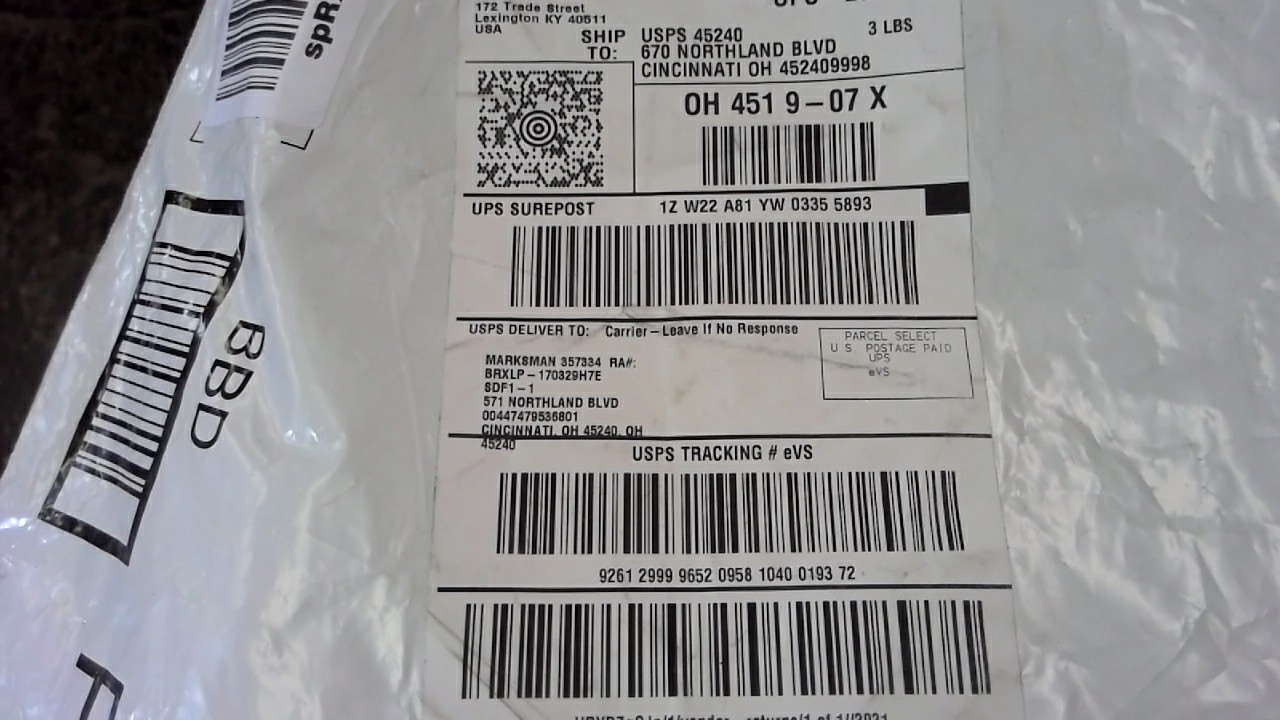 172 Trade Street
Lexington KY 40511
USA
3 LBS
SHIP TO:
USPS 45240
670 NORTHLAND BLVD
CINCINNATI OH 452409998
OH 451 9-07 X
UPS SUREPOST
1Z W22 A81 YW 0335 5893
USPS DELIVER TO: Carrier-Leave If No Response
MARKSMAN 357334 RA#:
BRXLP-170329H7E
SDF1-1
571 NORTHLAND BLVD
00447479536801
CINCINNATI, OH 45240, OH
45240
PARCEL SELECT
U S POSTAGE PAID
UPS
eVS
USPS TRACKING # eVS
9261 2999 9652 0958 1040 0193 72
BBD